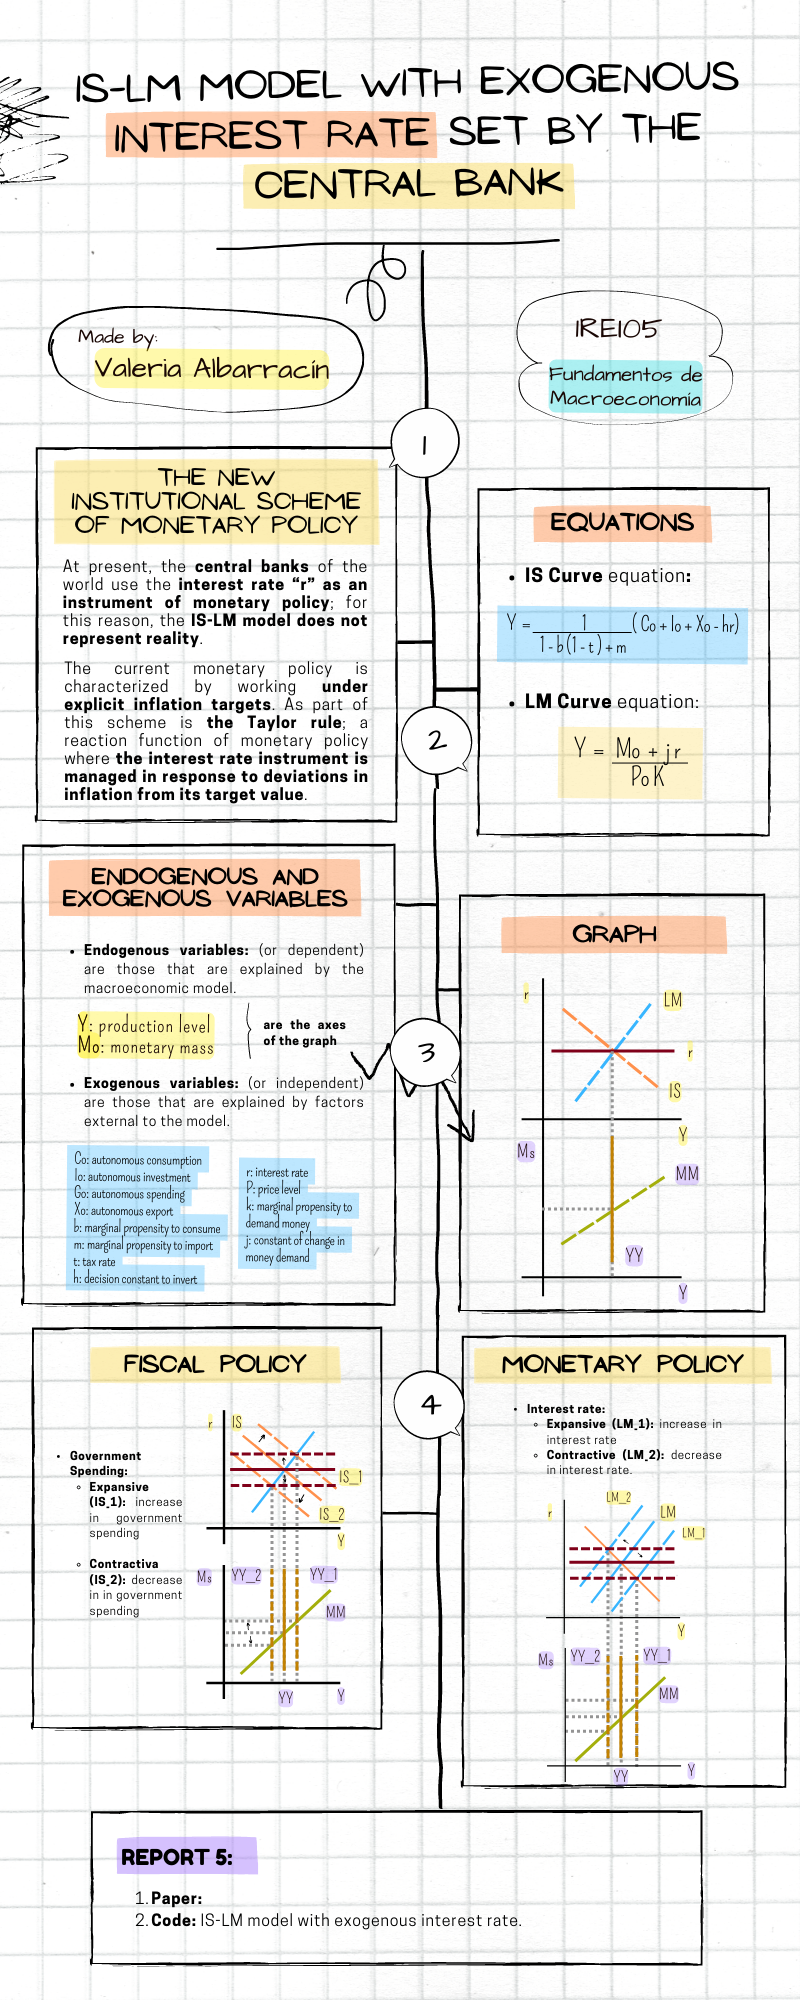 IS-LM MODEL WITH EXOGENOUS
INTEREST RATE SET BY THE
CENTRAL BANK
Made by:
Valeria Albarracín
IRE105
Fundamentos de
Macroeconomía
1
THE NEW
INSTITUTIONAL SCHEME
OF MONETARY POLICY
At present, the central banks of the
world use the interest rate “r” as an
instrument of monetary policy; for
this reason, the IS-LM model does not
represent reality.
The current monetary policy is
characterized by working under
explicit inflation targets. As part of
this scheme is the Taylor rule; a
reaction function of monetary policy
where the interest rate instrument is
managed in response to deviations in
inflation from its target value.
EQUATIONS
• IS Curve equation:
Y = 1 (Co + Io + Xo - hr)
1 - b(1 - t) + m
• LM Curve equation:
Y = Mo + jr
Po K
2
ENDOGENOUS AND
EXOGENOUS VARIABLES
• Endogenous variables: (or dependent)
are those that are explained by the
macroeconomic model.
Y: production level
Mo: monetary mass
are the axes
of the graph
• Exogenous variables: (or independent)
are those that are explained by factors
external to the model.
Co: autonomous consumption
Io: autonomous investment
Go: autonomous spending
Xo: autonomous export
b: marginal propensity to consume
m: marginal propensity to import
t: tax rate
h: decision constant to invert
r: interest rate
P: price level
k: marginal propensity to
demand money
j: constant of change in
money demand
3
GRAPH
r
LM
r
IS
Y
Ms
MM
YY
Y
FISCAL POLICY
• Government
Spending:
Expansive
(IS_1): increase
in government
spending
Contractiva
(IS_2): decrease
in in government
spending
r
IS
IS_1
IS_2
Y
Ms
YY_2
YY_1
MM
YY
Y
4
MONETARY POLICY
• Interest rate:
Expansive (LM_1): increase in
interest rate
Contractive (LM_2): decrease
in interest rate.
LM_2
r
LM
LM_1
Y
Ms
YY_2
YY_1
MM
YY
Y
REPORT 5:
1. Paper:
2. Code: IS-LM model with exogenous interest rate.